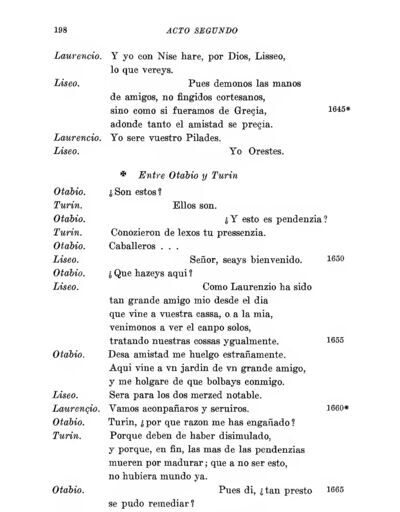 198 ACTO SEGUNDO
Laurencio. Y yo con Nise hare, por Dios, Lisseo,
lo que vereys.
Liseo. Pues demonos las manos
de amigos, no fingidos cortesanos,
sino como si fueramos de Greçia, 1645*
adonde tanto el amistad se preçia.
Laurencio. Yo sere vuestro Pilades.
Liseo. Yo Orestes.
✠ Entre Otabio y Turin
Otabio. ¿Son estos?
Turin. Ellos son.
Otabio. ¿Y esto es pendenzia?
Turin. Conozieron de lexos tu pressenzia.
Otabio. Caballeros . . .
Liseo. Señor, seays bienvenido. 1650
Otabio. ¿Que hazeys aqui?
Liseo. Como Laurenzio ha sido
tan grande amigo mio desde el dia
que vine a vuestra cassa, o a la mia,
venimonos a ver el canpo solos,
tratando nuestras cossas ygualmente. 1655
Otabio. Desa amistad me huelgo estrañamente.
Aqui vine a vn jardin de vn grande amigo,
y me holgare de que bolbays conmigo.
Liseo. Sera para los dos merzed notable.
Laurençio. Vamos aconpañaros y seruiros. 1660*
Otabio. Turin, ¿por que razon me has engañado?
Turin. Porque deben de haber disimulado,
y porque, en fin, las mas de las pendenzias
mueren por madurar; que a no ser esto,
no hubiera mundo ya.
Otabio. Pues di, ¿tan presto 1665
se pudo remediar?